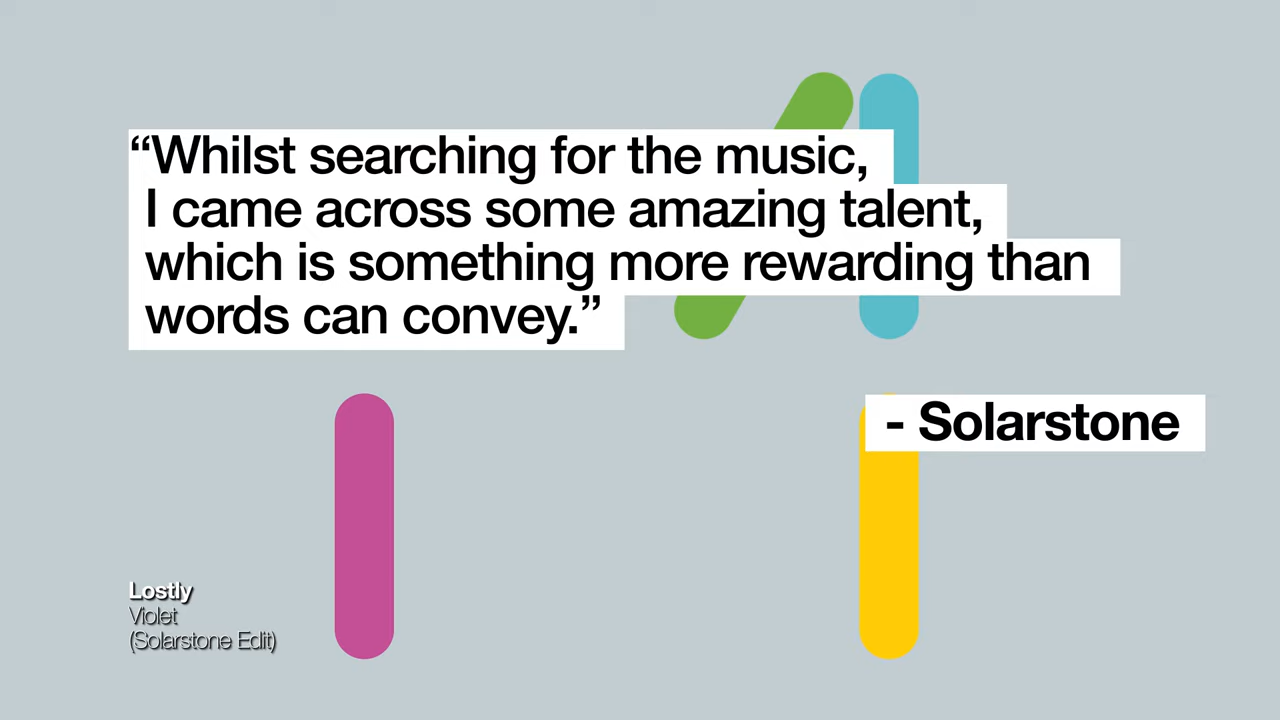 “Whilst searching for the music,
I came across some amazing talent,
which is something more rewarding than
words can convey.”
- Solarstone
Lostly
Violet
(Solarstone Edit)